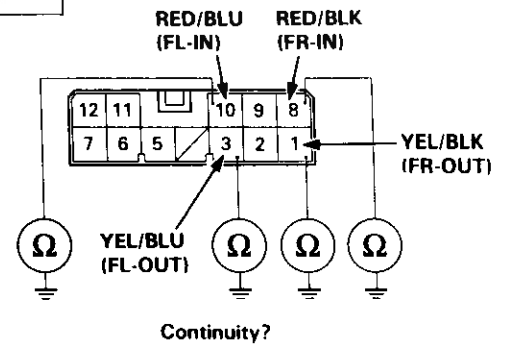 RED/BLU RED/BLK
(FL-IN) (FR-IN)
12 11 10 9 8
7 6 5 3 2 1
YEL/BLK
(FR-OUT)
YEL/BLU
(FL-OUT)
Ω Ω Ω Ω
Continuity?